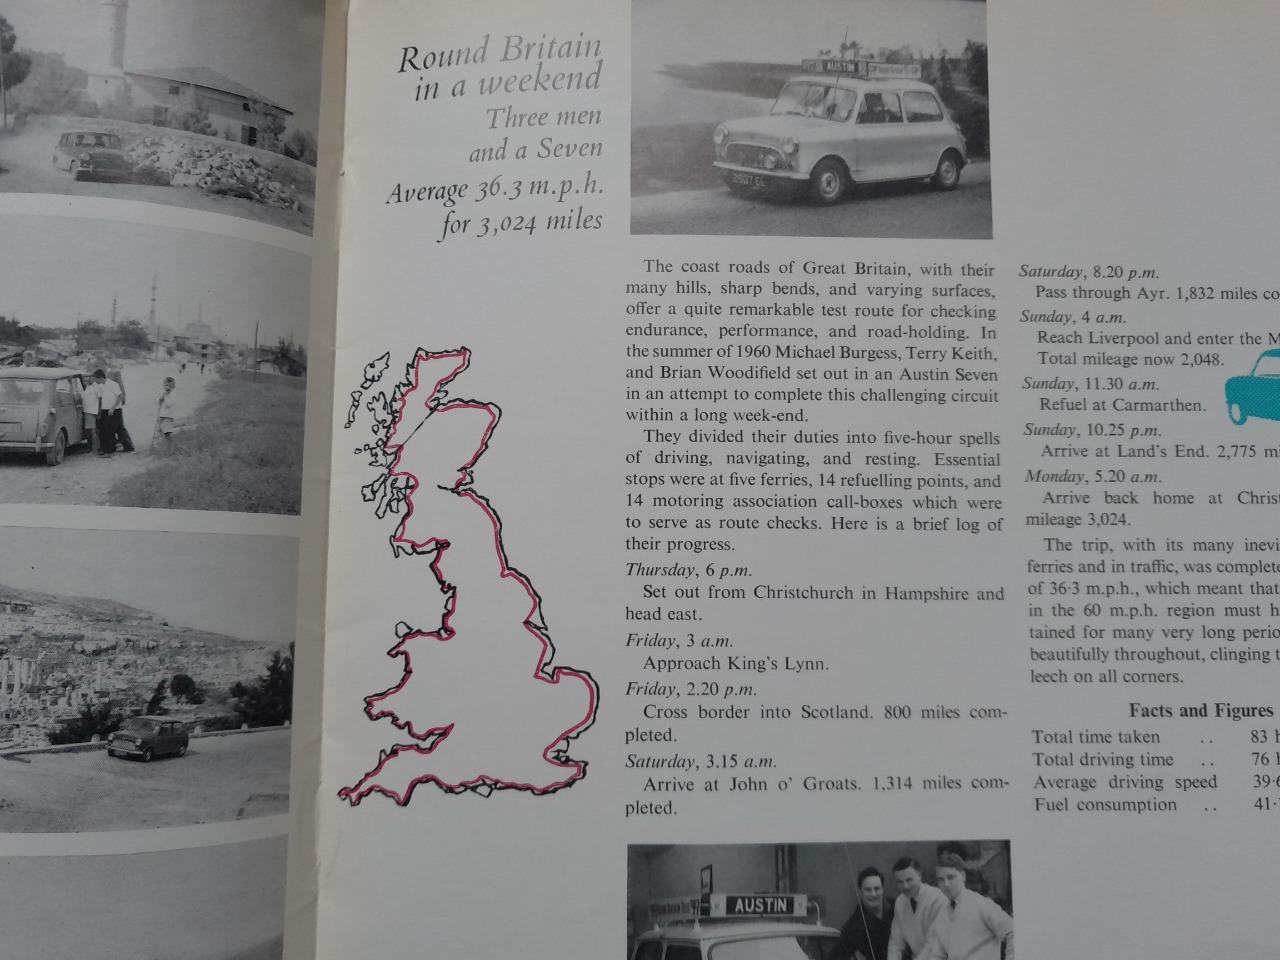 Round Britain
in a weekend
Three men
and a Seven
Average 36.3 m.p.h.
for 3,024 miles
AUSTIN
The coast roads of Great Britain, with their
many hills, sharp bends, and varying surfaces,
offer a quite remarkable test route for checking
endurance, performance, and road-holding. In
the summer of 1960 Michael Burgess, Terry Keith,
and Brian Woodifield set out in an Austin Seven
in an attempt to complete this challenging circuit
within a long week-end.
They divided their duties into five-hour spells
of driving, navigating, and resting. Essential
stops were at five ferries, 14 refuelling points, and
14 motoring association call-boxes which were
to serve as route checks. Here is a brief log of
their progress.
Thursday, 6 p.m.
Set out from Christchurch in Hampshire and
head east.
Friday, 3 a.m.
Approach King's Lynn.
Friday, 2.20 p.m.
Cross border into Scotland. 800 miles com-
pleted.
Saturday, 3.15 a.m.
Arrive at John o' Groats. 1,314 miles com-
pleted.
AUSTIN
Saturday, 8.20 p.m.
Pass through Ayr. 1,832 miles co
Sunday, 4 a.m.
Reach Liverpool and enter the M
Total mileage now 2,048.
Sunday, 11.30 a.m.
Refuel at Carmarthen.
Sunday, 10.25 p.m.
Arrive at Land's End. 2,775 mi
Monday, 5.20 a.m.
Arrive back home at Christ
mileage 3,024.
The trip, with its many inevi
ferries and in traffic, was complete
of 36·3 m.p.h., which meant that
in the 60 m.p.h. region must h
tained for many very long perio
beautifully throughout, clinging t
leech on all corners.
Facts and Figures
Total time taken .. 83 h
Total driving time .. 76 h
Average driving speed 39·6
Fuel consumption .. 41·